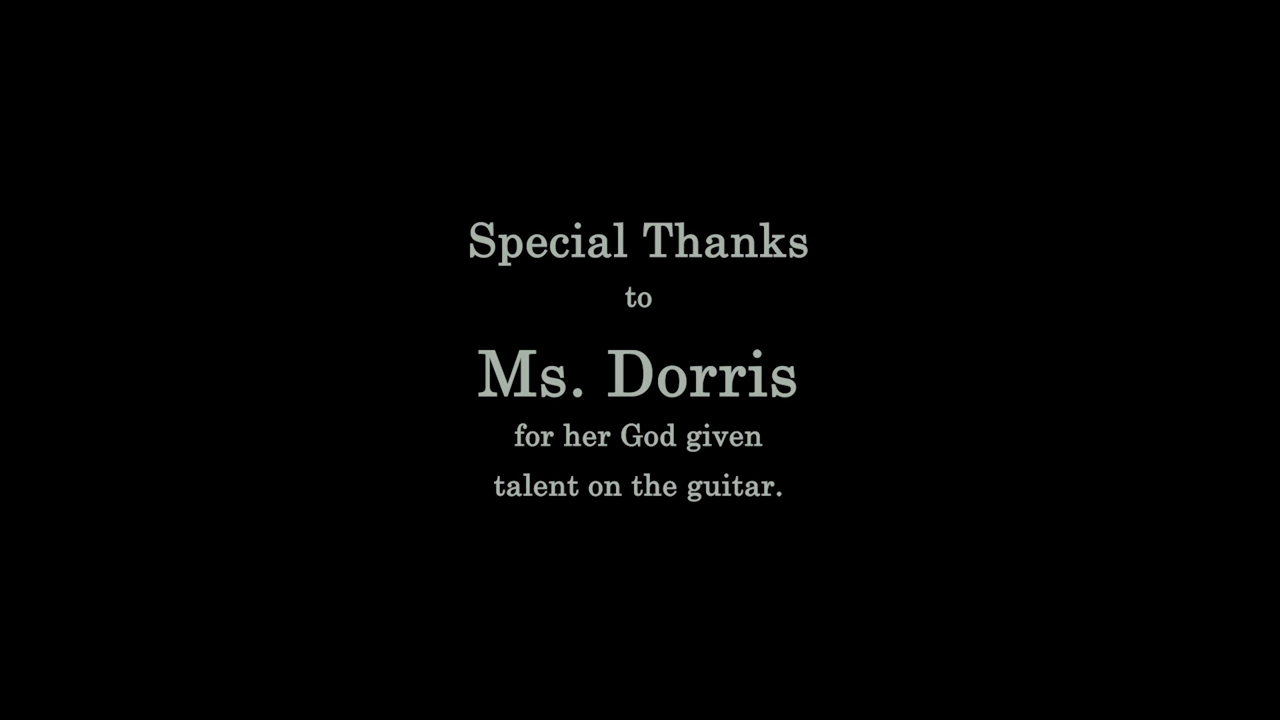 Special Thanks
to
Ms. Dorris
for her God given
talent on the guitar.